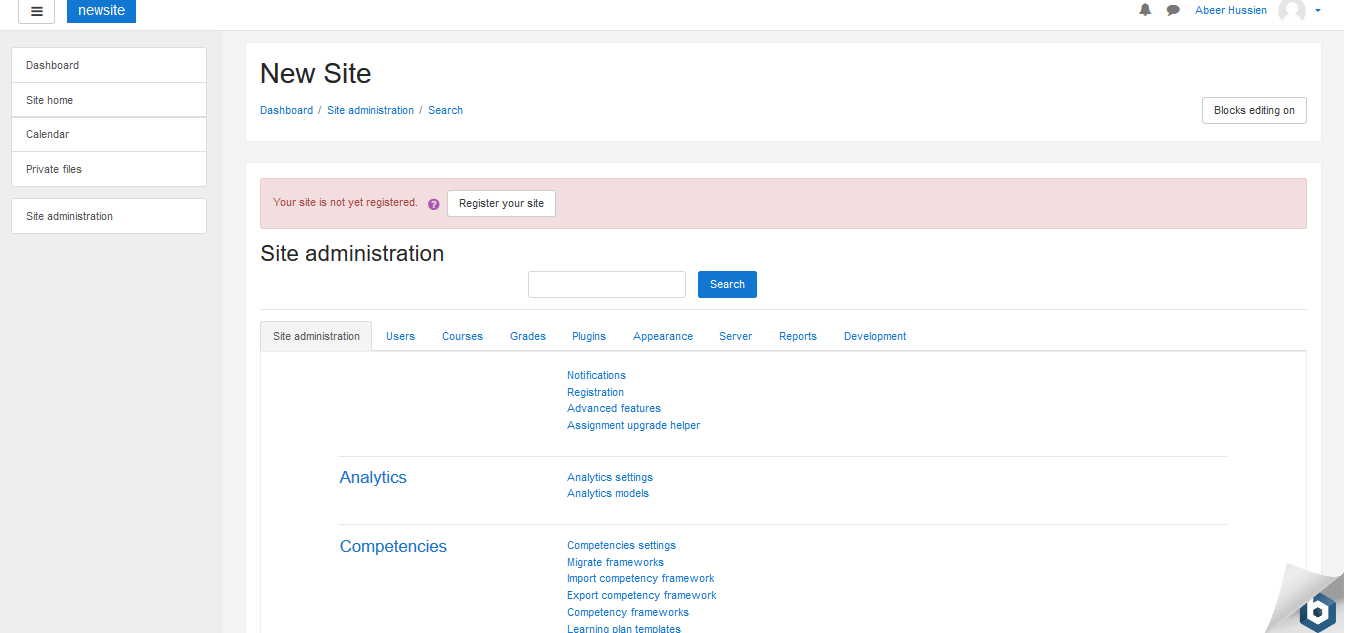 newsite
Abeer Hussien
Dashboard
Site home
Calendar
Private files
Site administration
New Site
Dashboard / Site administration / Search
Blocks editing on
Your site is not yet registered. ? Register your site
Site administration
Search
Site administration Users Courses Grades Plugins Appearance Server Reports Development
Notifications
Registration
Advanced features
Assignment upgrade helper
Analytics
Analytics settings
Analytics models
Competencies
Competencies settings
Migrate frameworks
Import competency framework
Export competency framework
Competency frameworks
Learning plan templates
b